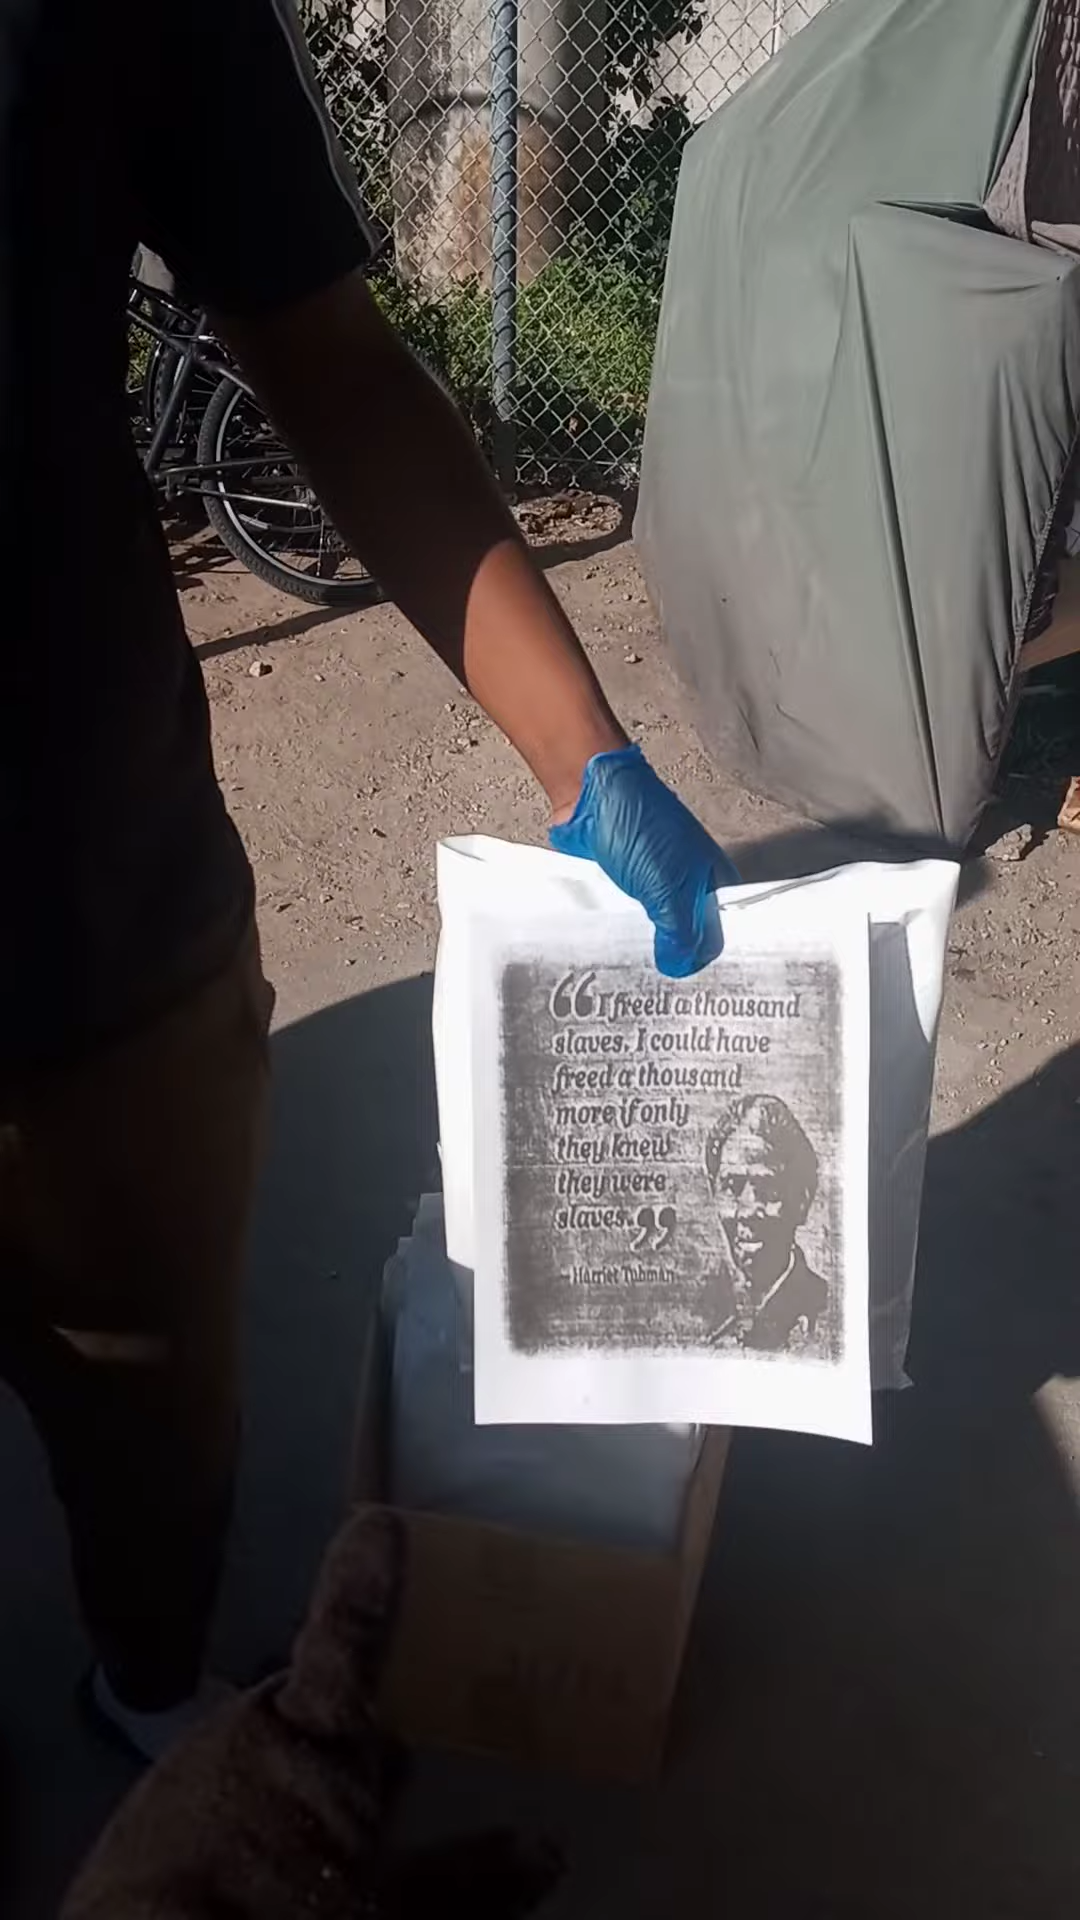 “I freed a thousand
slaves. I could have
freed a thousand
more if only
they knew
they were
slaves.”
—Harriet Tubman